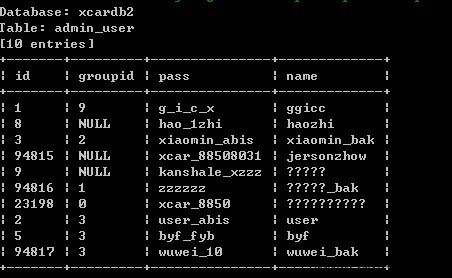 Database: xcardb2
Table: admin_user
[10 entries]
| id | groupid | pass | name |
| 1 | 9 | g_i_c_x | ggicc |
| 8 | NULL | hao_1zhi | haozhi |
| 3 | 2 | xiaomin_abis | xiaomin_bak |
| 94815 | NULL | xcar_88508031 | jersonzhow |
| 9 | NULL | kanshale_xzzz | ????? |
| 94816 | 1 | zzzzzz | ?????_bak |
| 23198 | 0 | xcar_8850 | ?????????? |
| 2 | 3 | user_abis | user |
| 5 | 3 | byf_fyb | byf |
| 94817 | 3 | wuwei_10 | wuwei_bak |